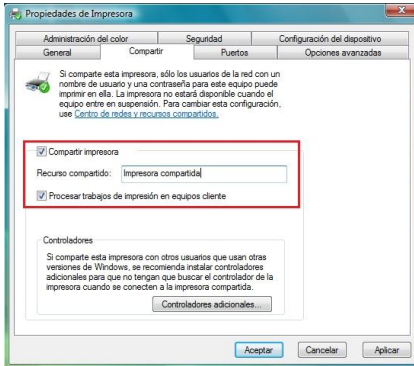 Propiedades de Impresora
Administración del color
Seguridad
Configuración del dispositivo
General
Compartir
Puertos
Opciones avanzadas
Si comparte esta impresora, sólo los usuarios de la red con un
nombre de usuario y una contraseña para este equipo puede
imprimir en ella. La impresora no estará disponible cuando el
equipo entre en suspensión. Para cambiar esta configuración,
use Centro de redes y recursos compartidos.
Compartir impresora
Recurso compartido: Impresora compartida
Procesar trabajos de impresión en equipos cliente
Controladores
Si comparte esta impresora con otros usuarios que usan otras
versiones de Windows, se recomienda instalar controladores
adicionales para que no tengan que buscar el controlador de la
impresora cuando se conecten a la impresora compartida.
Controladores adicionales...
Aceptar
Cancelar
Aplicar